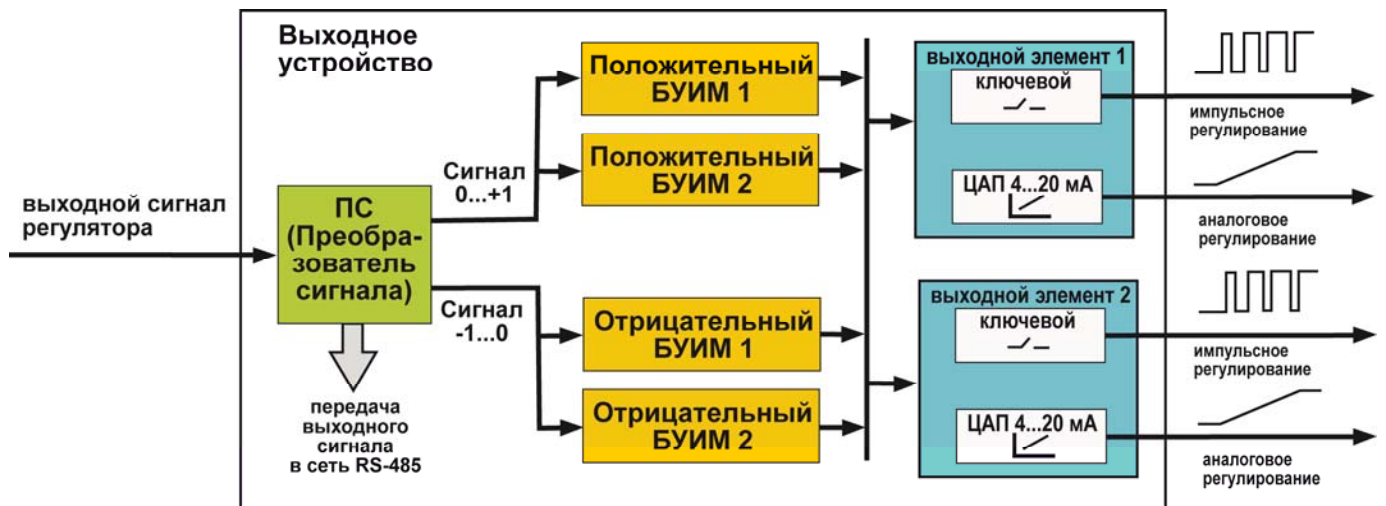 Выходное
устройство
выходной сигнал
регулятора
ПС
(Преобра-
зователь
сигнала)
передача
выходного
сигнала
в сеть RS-485
Сигнал
0...+1
Сигнал
-1...0
Положительный
БУИМ 1
Положительный
БУИМ 2
Отрицательный
БУИМ 1
Отрицательный
БУИМ 2
выходной элемент 1
ключевой
ЦАП 4...20 мА
импульсное
регулирование
аналоговое
регулирование
выходной элемент 2
ключевой
ЦАП 4...20 мА
импульсное
регулирование
аналоговое
регулирование